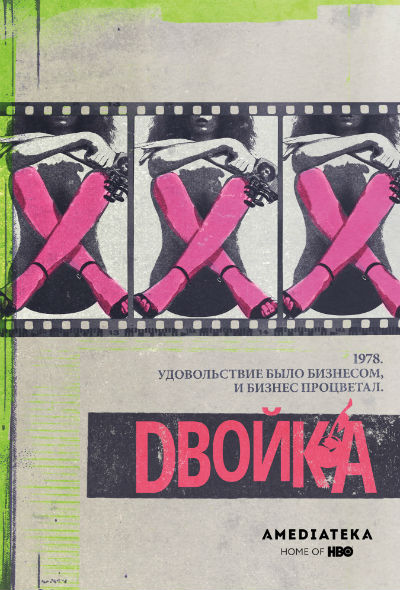 1978.
УДОВОЛЬСТВИЕ БЫЛО БИЗНЕСОМ,
И БИЗНЕС ПРОЦВЕТАЛ.
DВОЙКА
AMEDIATEKA
HOME OF HBO